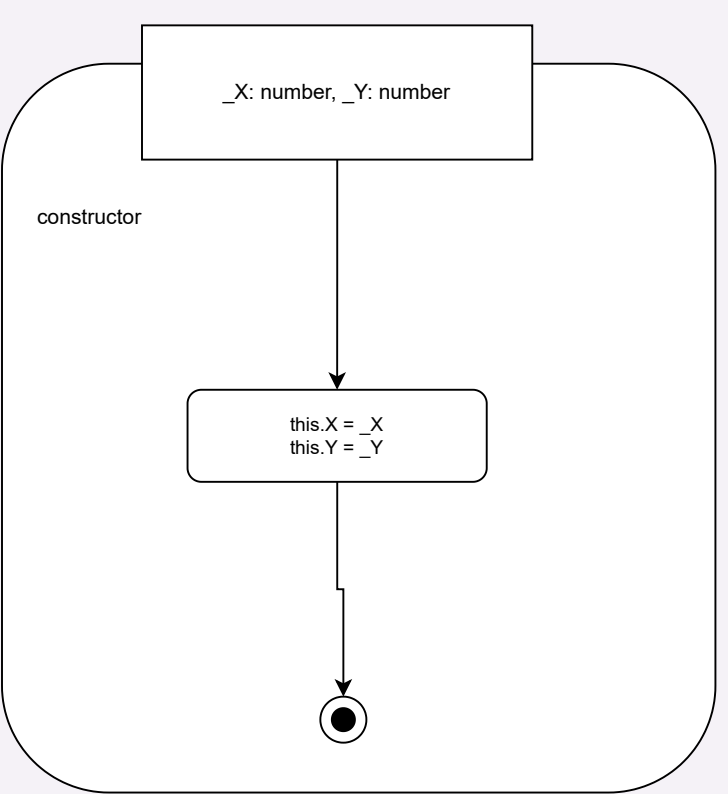 _X: number, _Y: number
constructor
this.X = _X
this.Y = _Y